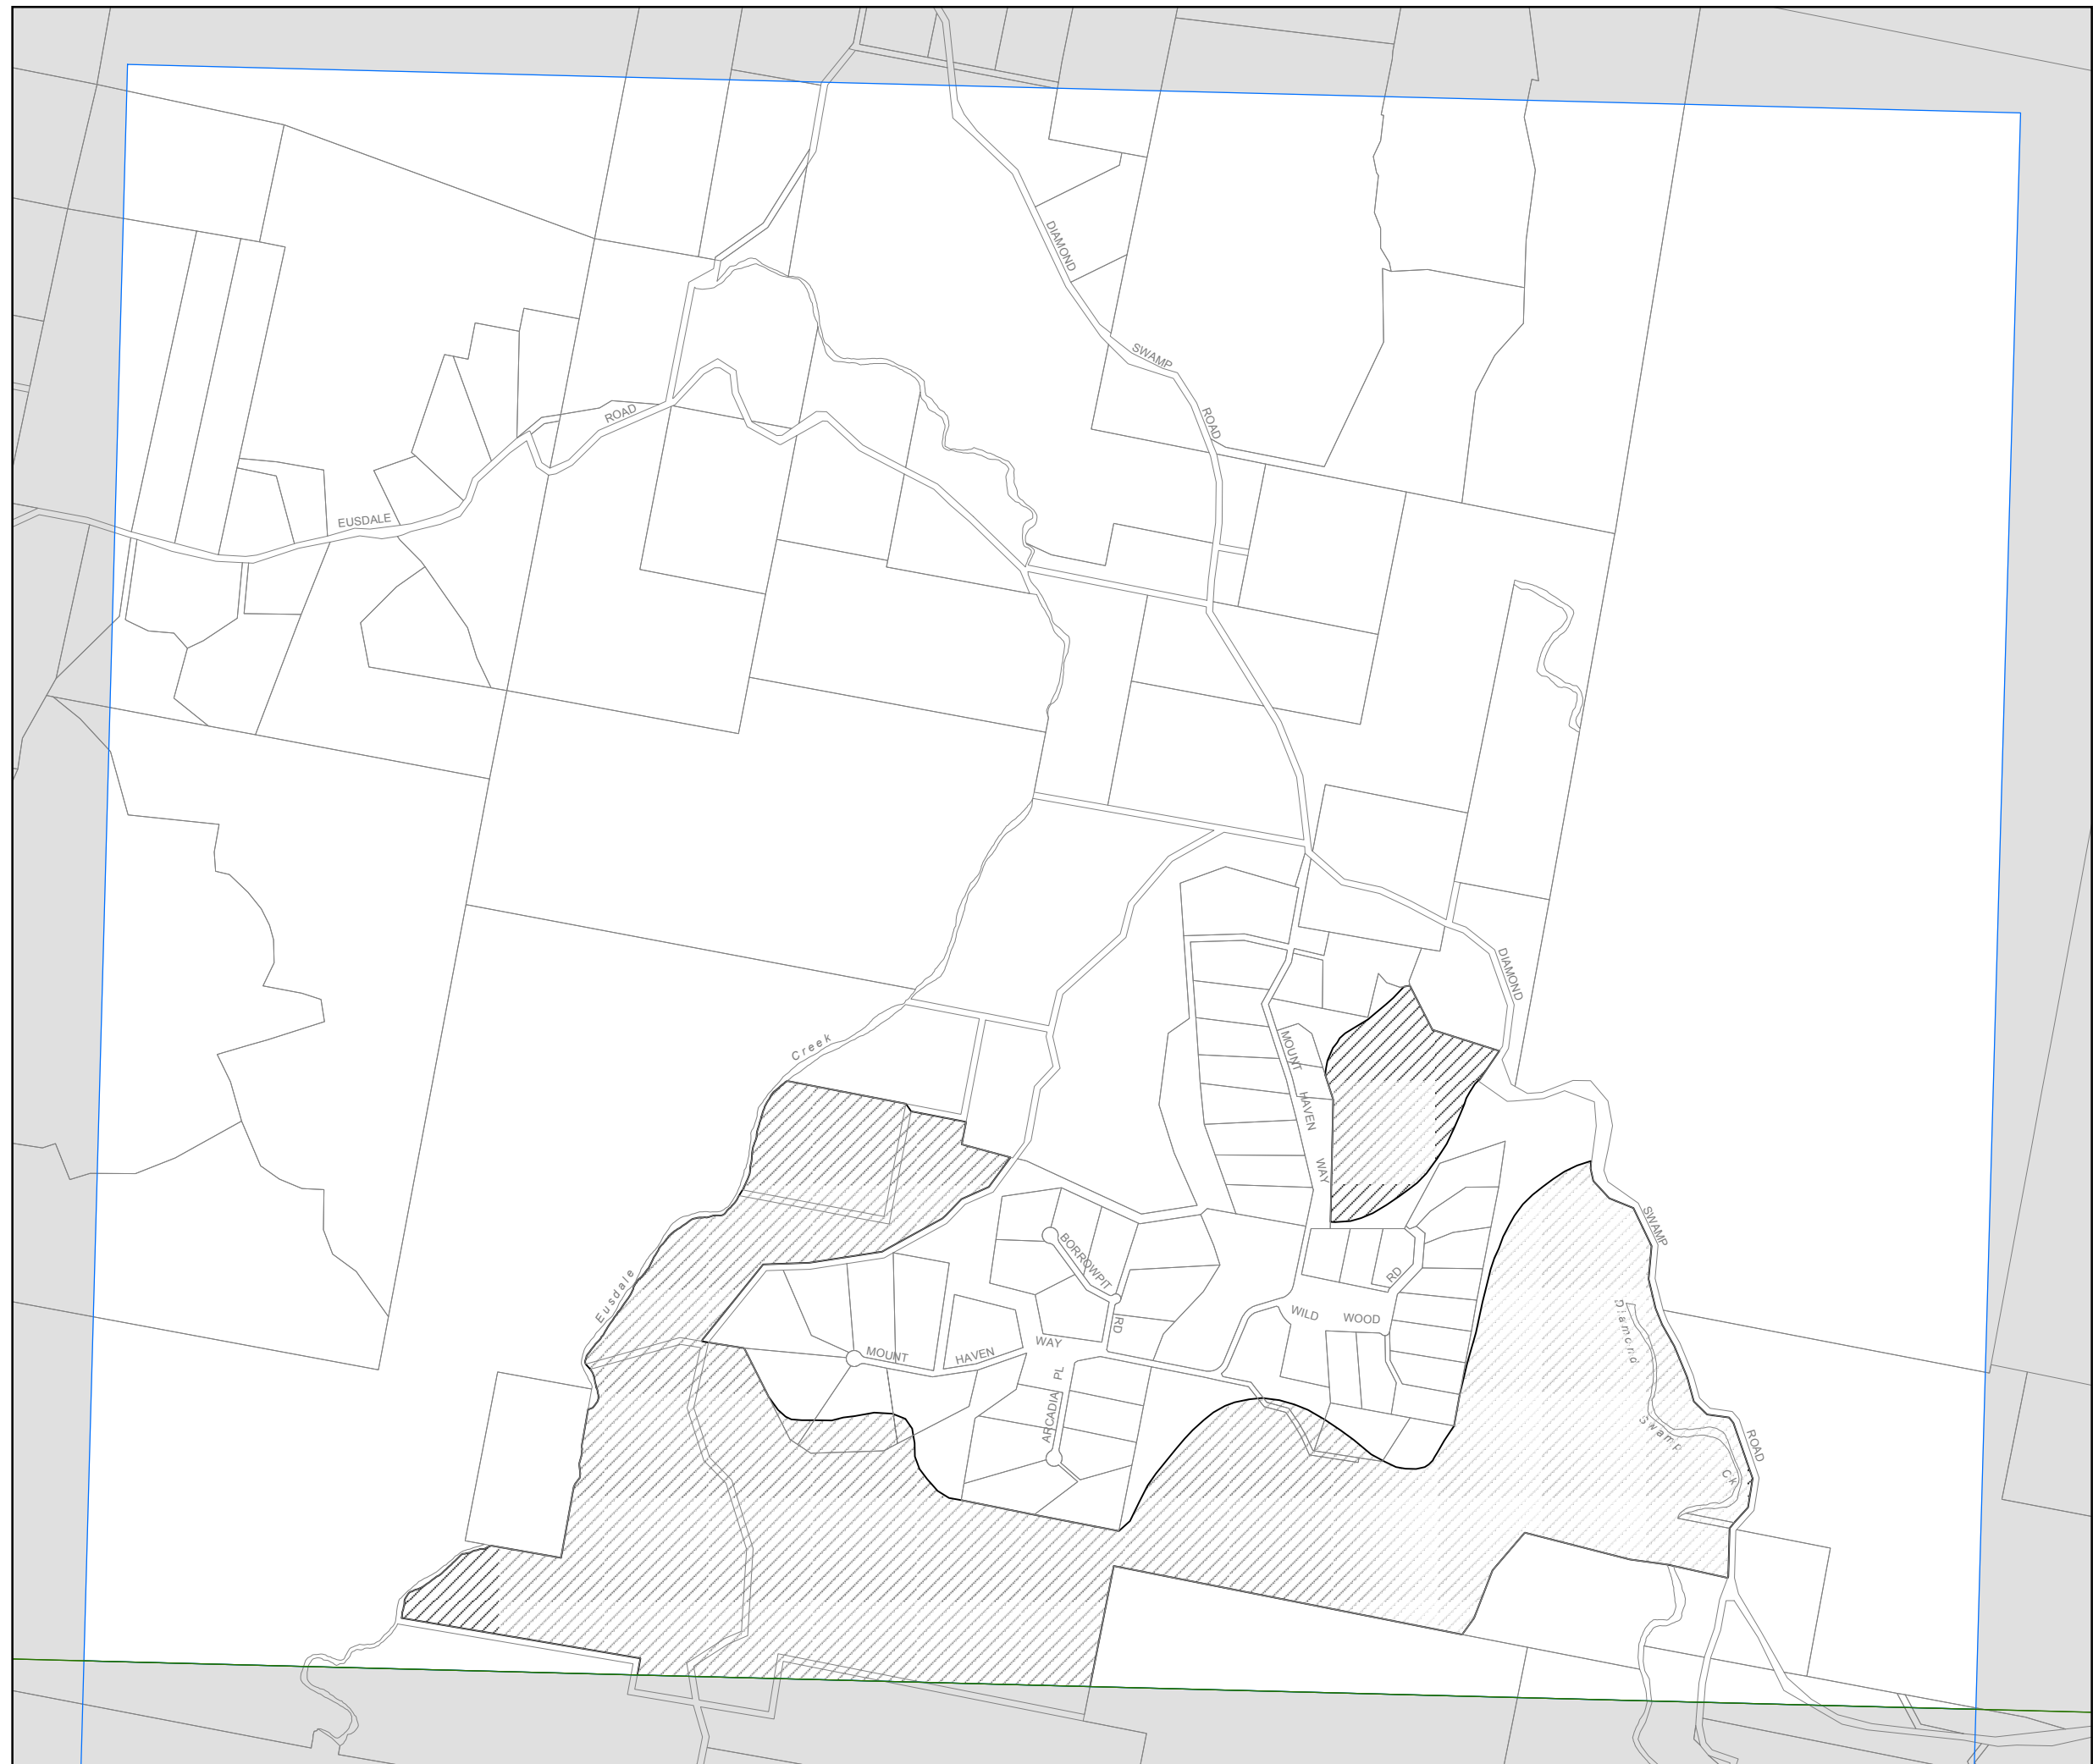 DIAMOND
SWAMP
ROAD
ROAD
EUSDALE
DIAMOND
Creek
MOUNT
HAVEN
WAY
SWAMP
BORROWPIT
RD
RD
Eusdale
WILD WOOD
Diamond
MOUNT HAVEN WAY
ARCADIA PL
Swamp
ROAD
Ck